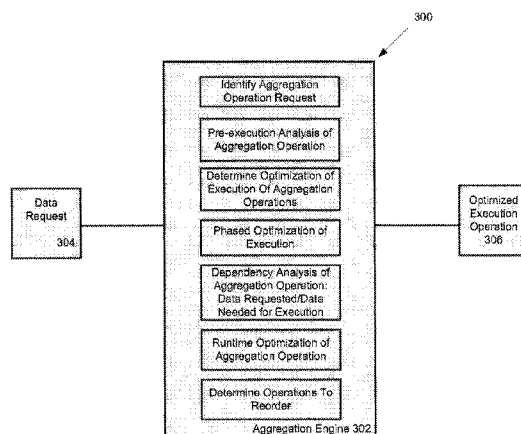 300
Identify Aggregation
Operation Request
Pre-execution Analysis of
Aggregation Operation
Determine Optimization of
Execution Of Aggregation
Operations
Phased Optimization of
Execution
Dependency Analysis of
Aggregation Operation:
Data Requested/Data
Needed for Execution
Runtime Optimization of
Aggregation Operation
Determine Operations To
Reorder
Aggregation Engine 302
Data
Request
304
Optimized
Execution
Operation
306